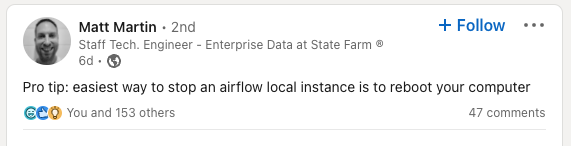 Matt Martin • 2nd
+ Follow
Staff Tech. Engineer - Enterprise Data at State Farm ®
6d •
Pro tip: easiest way to stop an airflow local instance is to reboot your computer
You and 153 others
47 comments